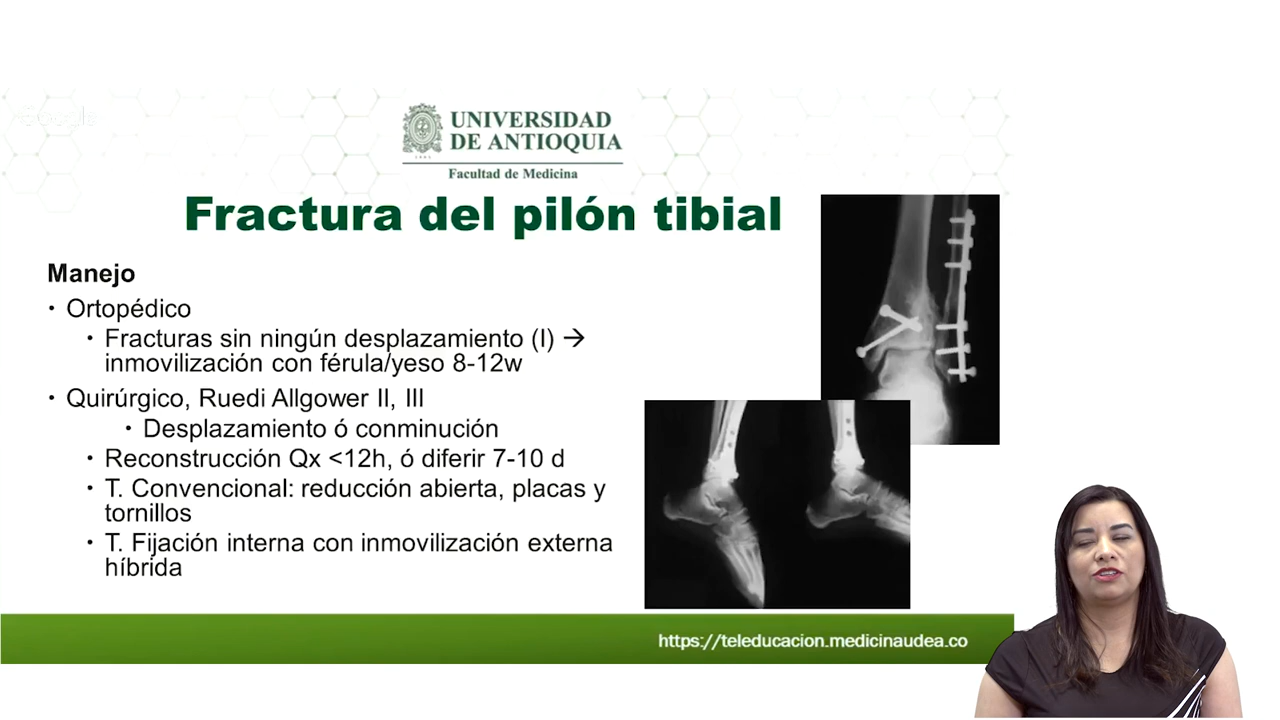 UNIVERSIDAD
DE ANTIOQUIA
1803
Facultad de Medicina
Fractura del pilón tibial
Manejo
• Ortopédico
• Fracturas sin ningún desplazamiento (I) →
inmovilización con férula/yeso 8-12w
• Quirúrgico, Ruedi Allgower II, III
• Desplazamiento ó conminución
• Reconstrucción Qx <12h, ó diferir 7-10 d
• T. Convencional: reducción abierta, placas y
tornillos
• T. Fijación interna con inmovilización externa
híbrida
https://teleducacion.medicinaudea.co